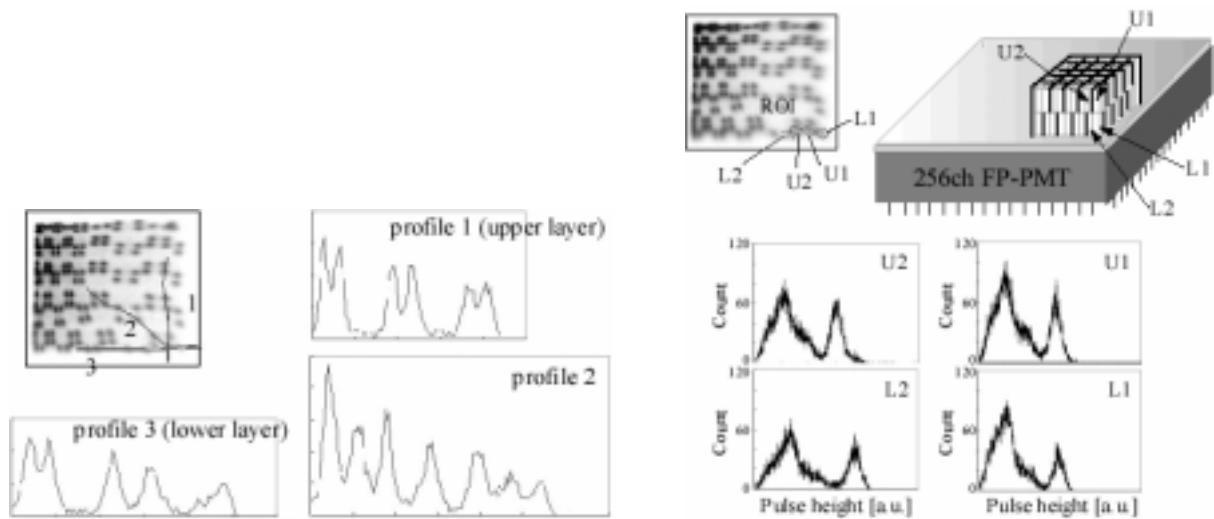 1
2
3
profile 1 (upper layer)
profile 2
profile 3 (lower layer)
ROI
L1
L2
U2
U1
U1
U2
256ch FP-PMT
L1
L2
120
60
0
Count
U2
120
60
0
Count
U1
120
60
0
Count
L2
Pulse height [a.u.]
120
60
0
Count
L1
Pulse height [a.u.]